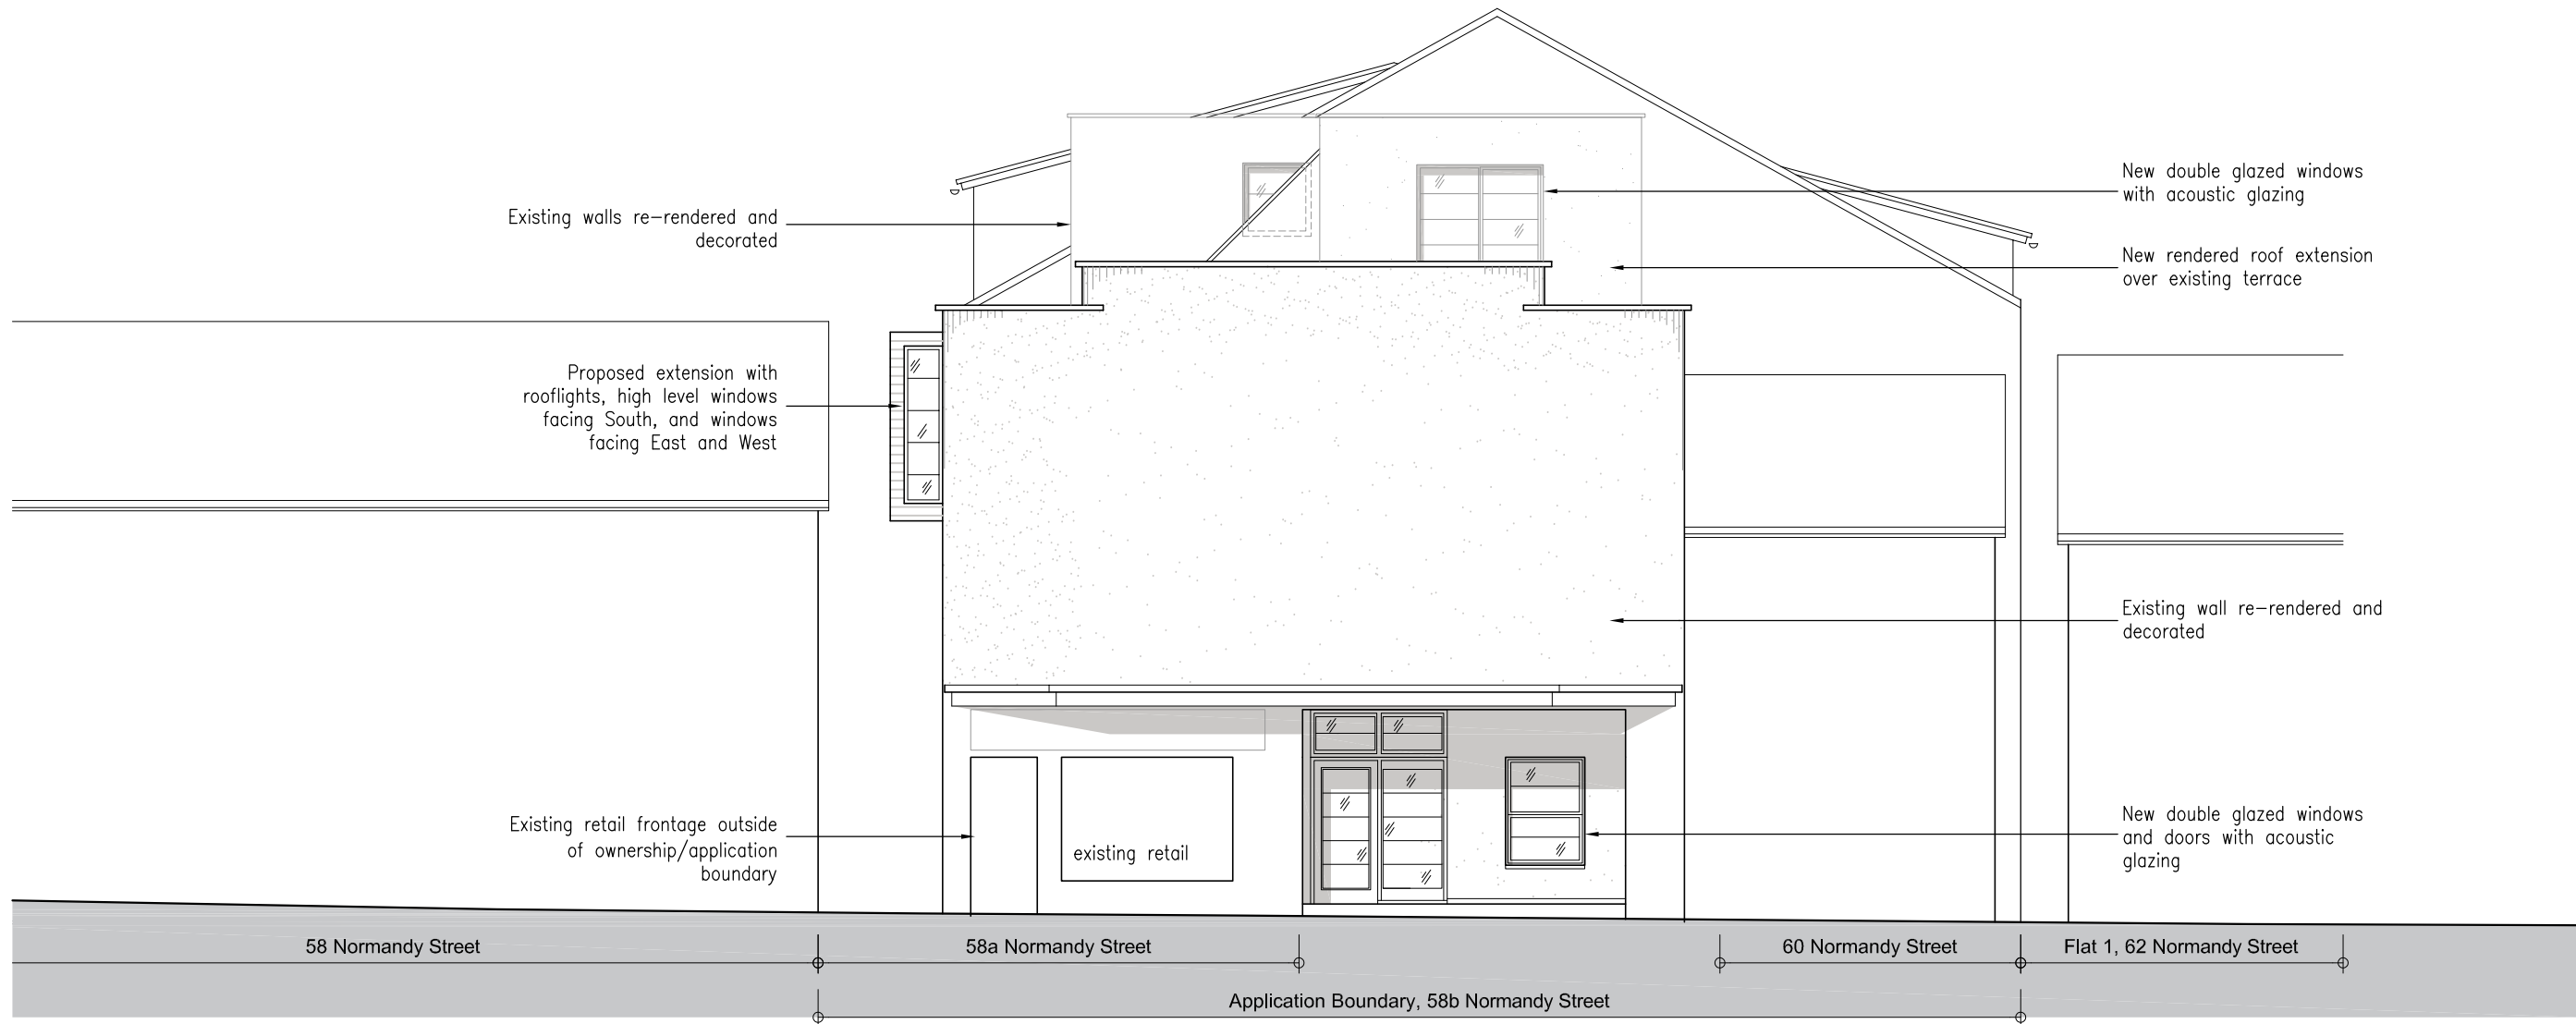 Existing walls re-rendered and
decorated
Proposed extension with
rooflights, high level windows
facing South, and windows
facing East and West
Existing retail frontage outside
of ownership/application
boundary
existing retail
New double glazed windows
with acoustic glazing
New rendered roof extension
over existing terrace
Existing wall re-rendered and
decorated
New double glazed windows
and doors with acoustic
glazing
58 Normandy Street
58a Normandy Street
60 Normandy Street
Flat 1, 62 Normandy Street
Application Boundary, 58b Normandy Street